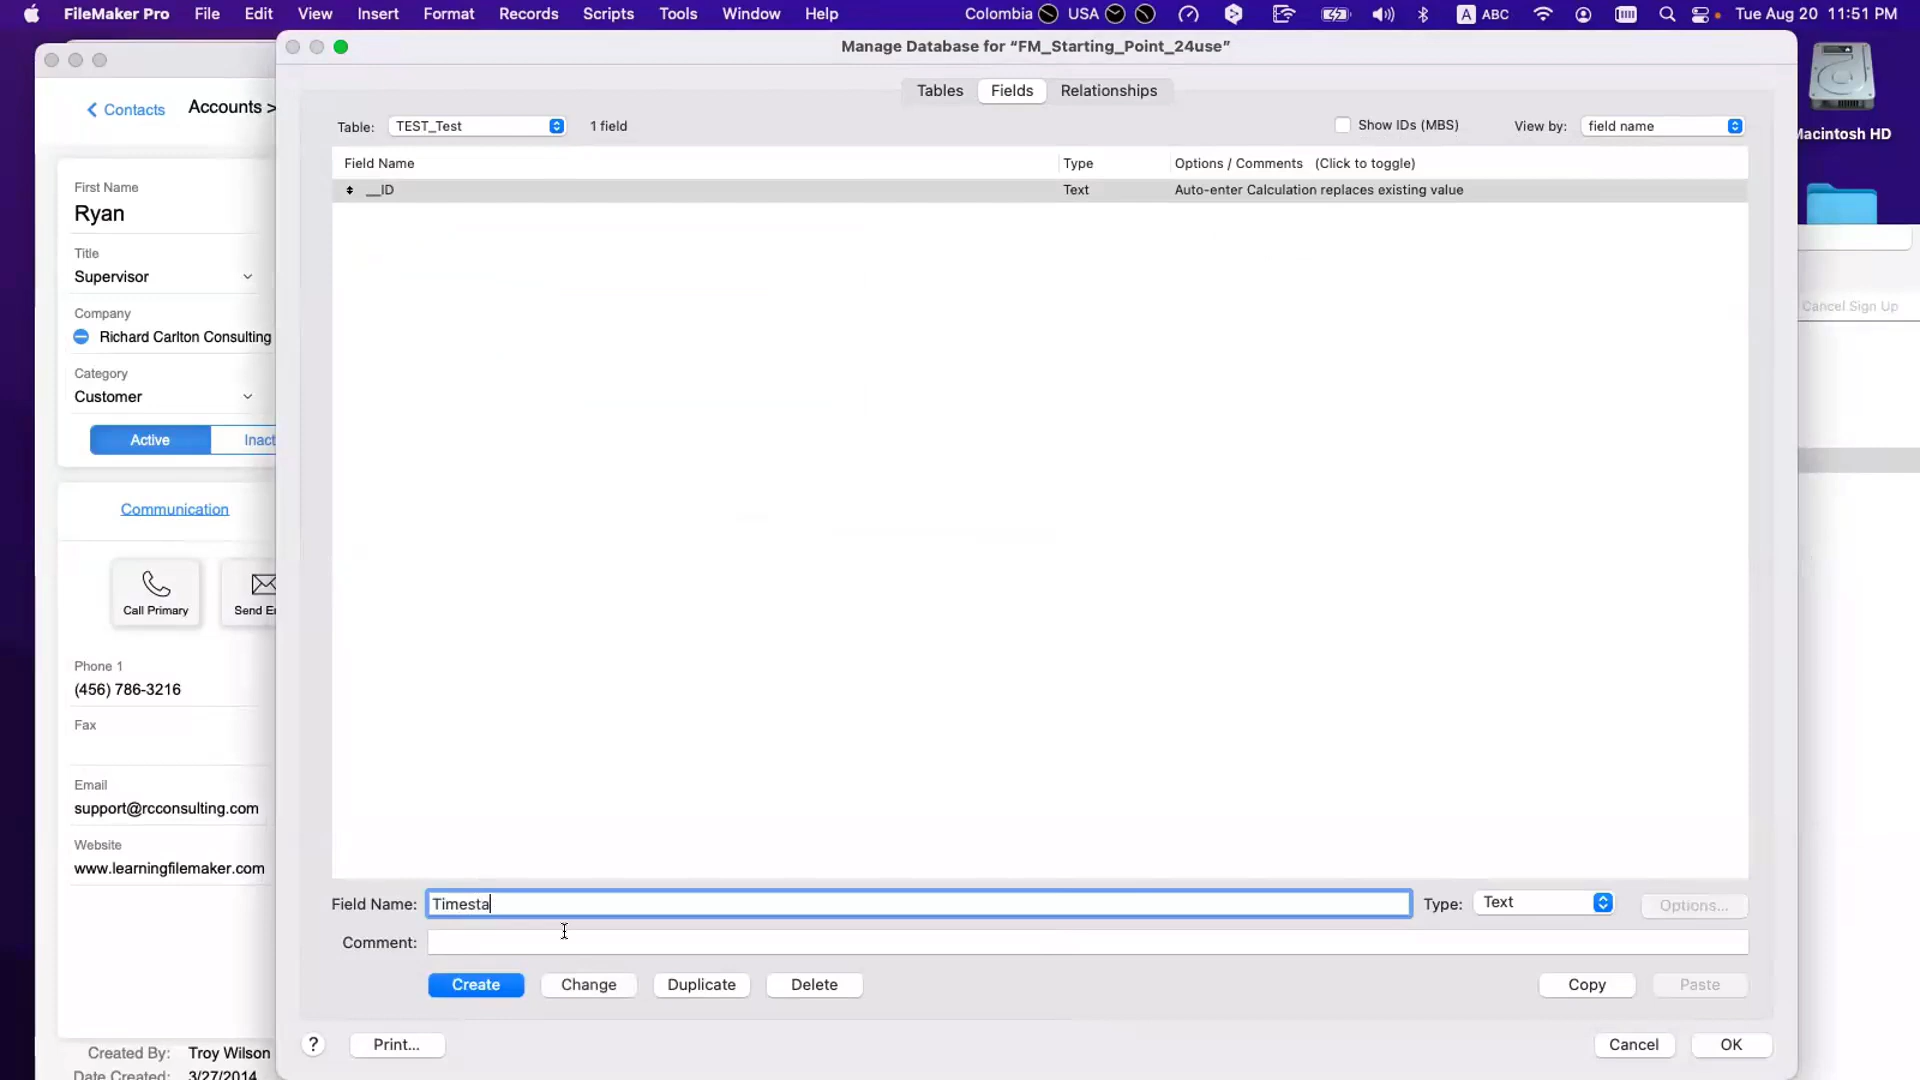 FileMaker Pro File Edit View Insert Format Records Scripts Tools Window Help Colombia USA A ABC Tue Aug 20 11:51 PM
Manage Database for “FM_Starting_Point_24use”
Tables Fields Relationships
Table: TEST_Test 1 field Show IDs (MBS) View by: field name
Field Name Type Options / Comments (Click to toggle)
__ID Text Auto-enter Calculation replaces existing value
Contacts Accounts >
First Name
Ryan
Title
Supervisor
Company
Richard Carlton Consulting
Category
Customer
Active Inact
Communication
Call Primary Send E
Phone 1
(456) 786-3216
Fax
Email
support@rcconsulting.com
Website
www.learningfilemaker.com
Created By: Troy Wilson
Date Created: 3/27/2014
Field Name: Timesta Type: Text Options...
Comment:
Create Change Duplicate Delete Copy Paste
? Print... Cancel OK
Macintosh HD
Cancel Sign Up